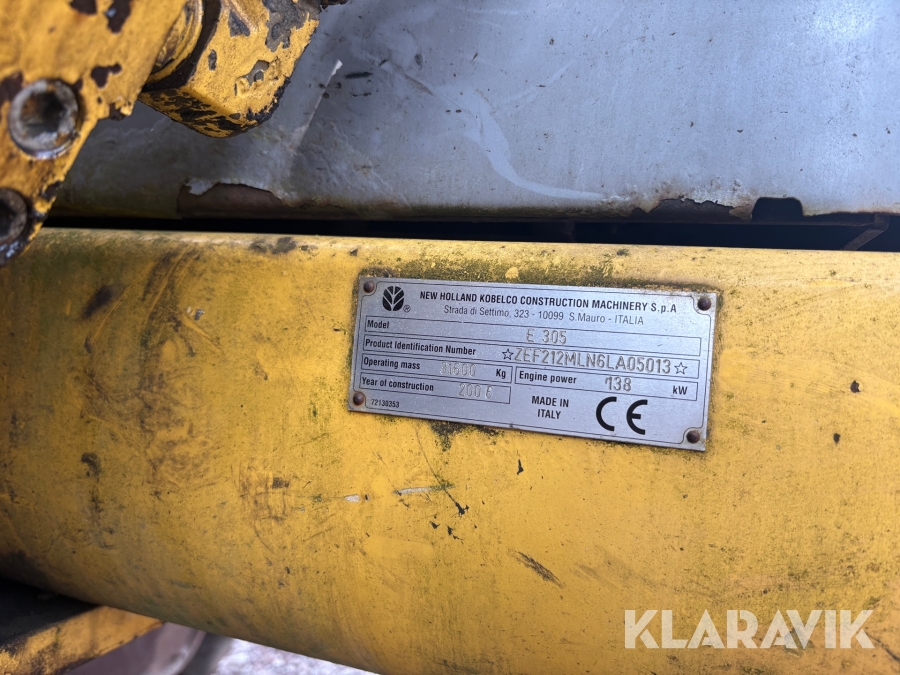 NEW HOLLAND KOBELCO CONSTRUCTION MACHINERY S.p.A
®
Strada di Settimo, 323 - 10099 S.Mauro - ITALIA
Model E 305
Product Identification Number ☆ZEF212MLN6LA05013☆
Operating mass Kg Engine power 138 kW
Year of construction 2006
MADE IN
ITALY
CE
72130353
KLARAVIK